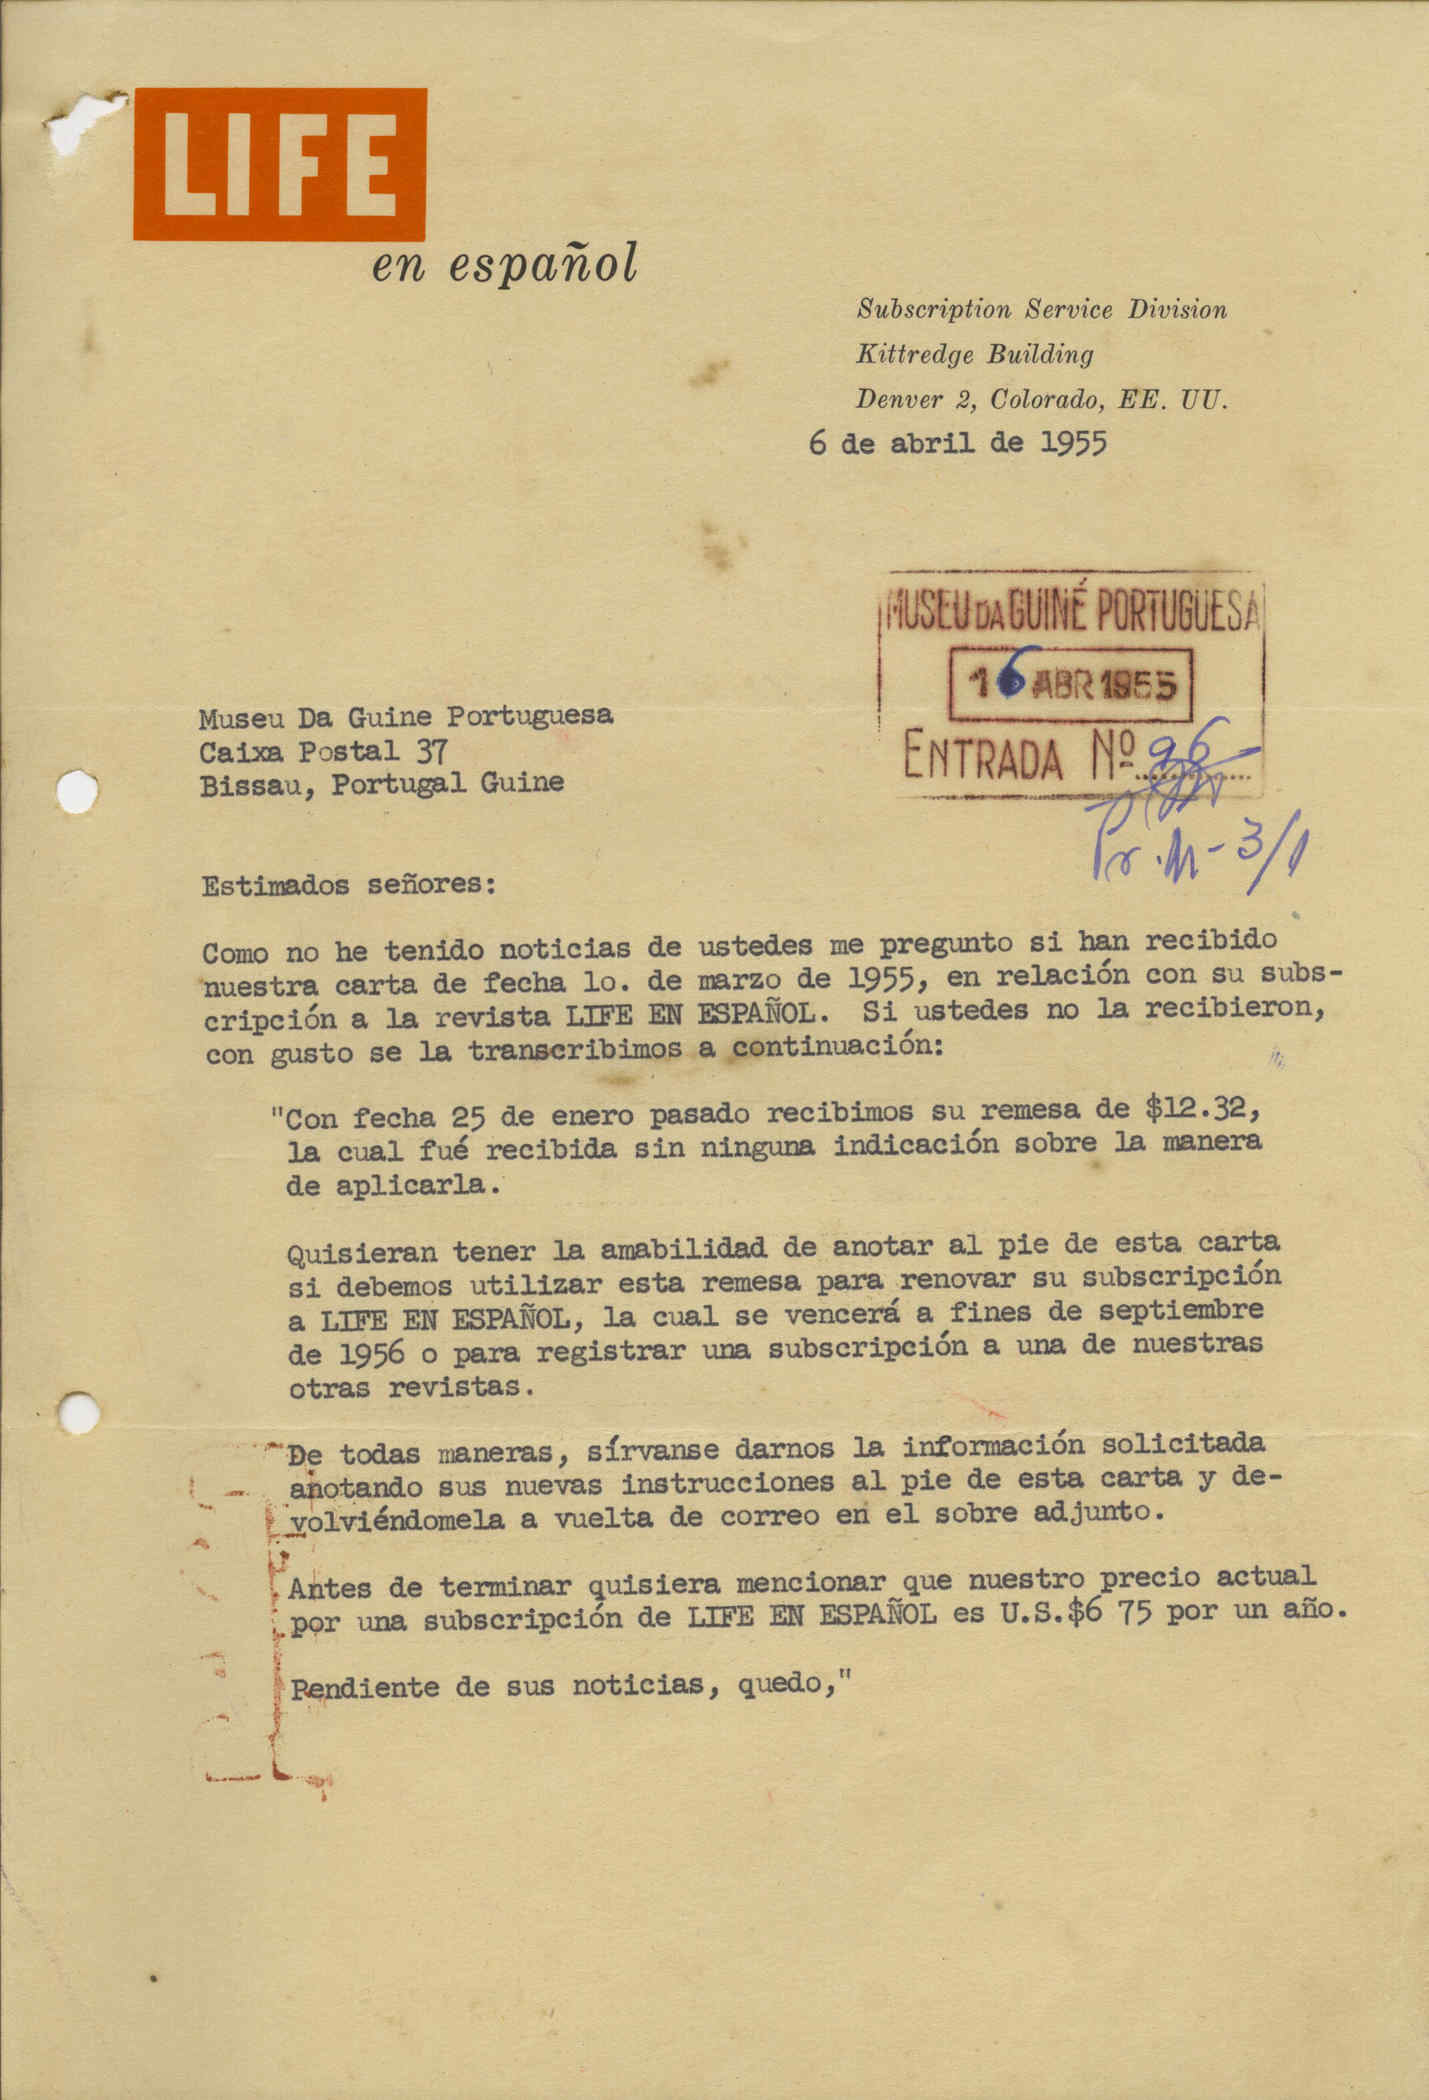 LIFE
en español
Subscription Service Division
Kittredge Building
Denver 2, Colorado, EE. UU.
6 de abril de 1955
MUSEU DA GUINÉ PORTUGUESA
16 ABR 1955
ENTRADA Nº 96
Museu Da Guine Portuguesa
Caixa Postal 37
Bissau, Portugal Guine
Estimados señores:
Como no he tenido noticias de ustedes me pregunto si han recibido
nuestra carta de fecha lo. de marzo de 1955, en relación con su subs-
cripción a la revista LIFE EN ESPAÑOL. Si ustedes no la recibieron,
con gusto se la transcribimos a continuación:
"Con fecha 25 de enero pasado recibimos su remesa de $12.32,
la cual fué recibida sin ninguna indicación sobre la manera
de aplicarla.
Quisieran tener la amabilidad de anotar al pie de esta carta
si debemos utilizar esta remesa para renovar su subscripción
a LIFE EN ESPAÑOL, la cual se vencerá a fines de septiembre
de 1956 o para registrar una subscripción a una de nuestras
otras revistas.
De todas maneras, sírvanse darnos la información solicitada
anotando sus nuevas instrucciones al pie de esta carta y de-
volviéndomela a vuelta de correo en el sobre adjunto.
Antes de terminar quisiera mencionar que nuestro precio actual
por una subscripción de LIFE EN ESPAÑOL es U.S.$6 75 por un año.
Pendiente de sus noticias, quedo,"